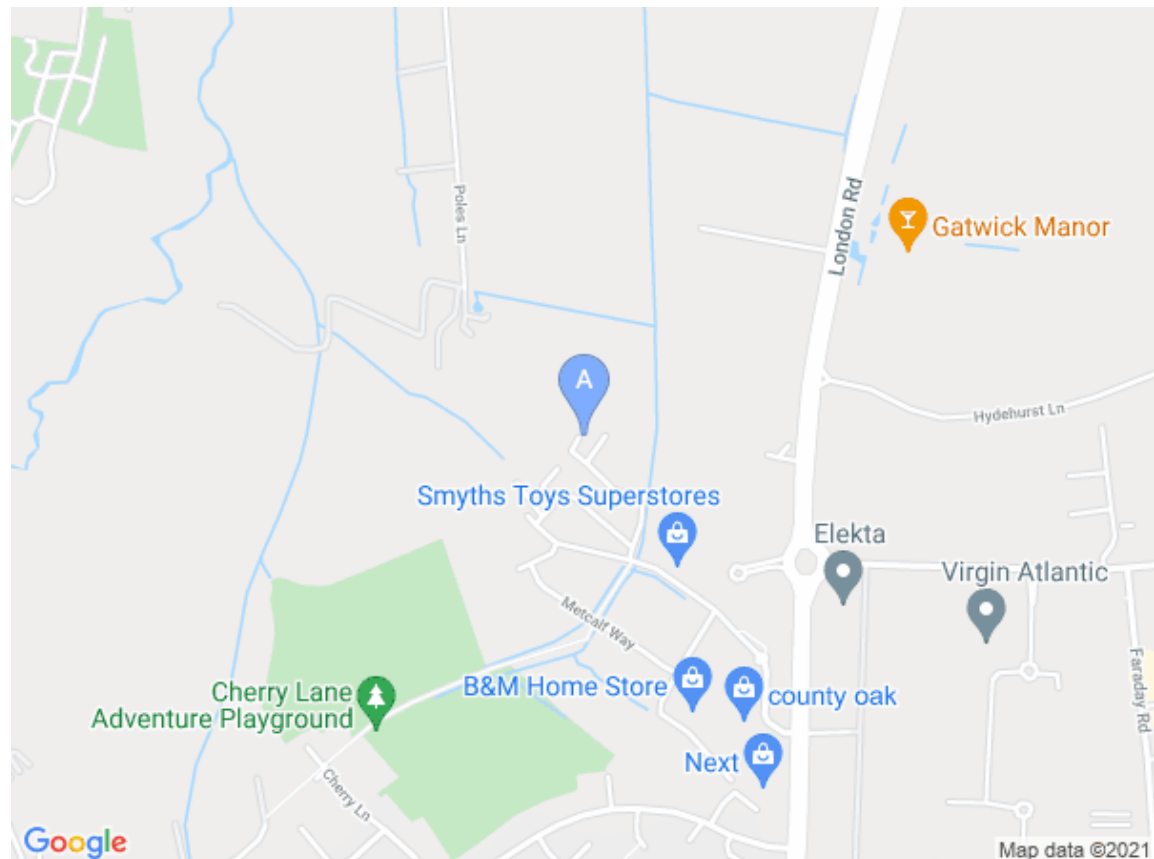 Poles Ln
London Rd
Gatwick Manor
A
Hydehurst Ln
Smyths Toys Superstores
Elekta
Virgin Atlantic
Metcalf Way
Cherry Lane
Adventure Playground
B&M Home Store
county oak
Faraday Rd
Next
Cherry Ln
Google
Map data ©2021